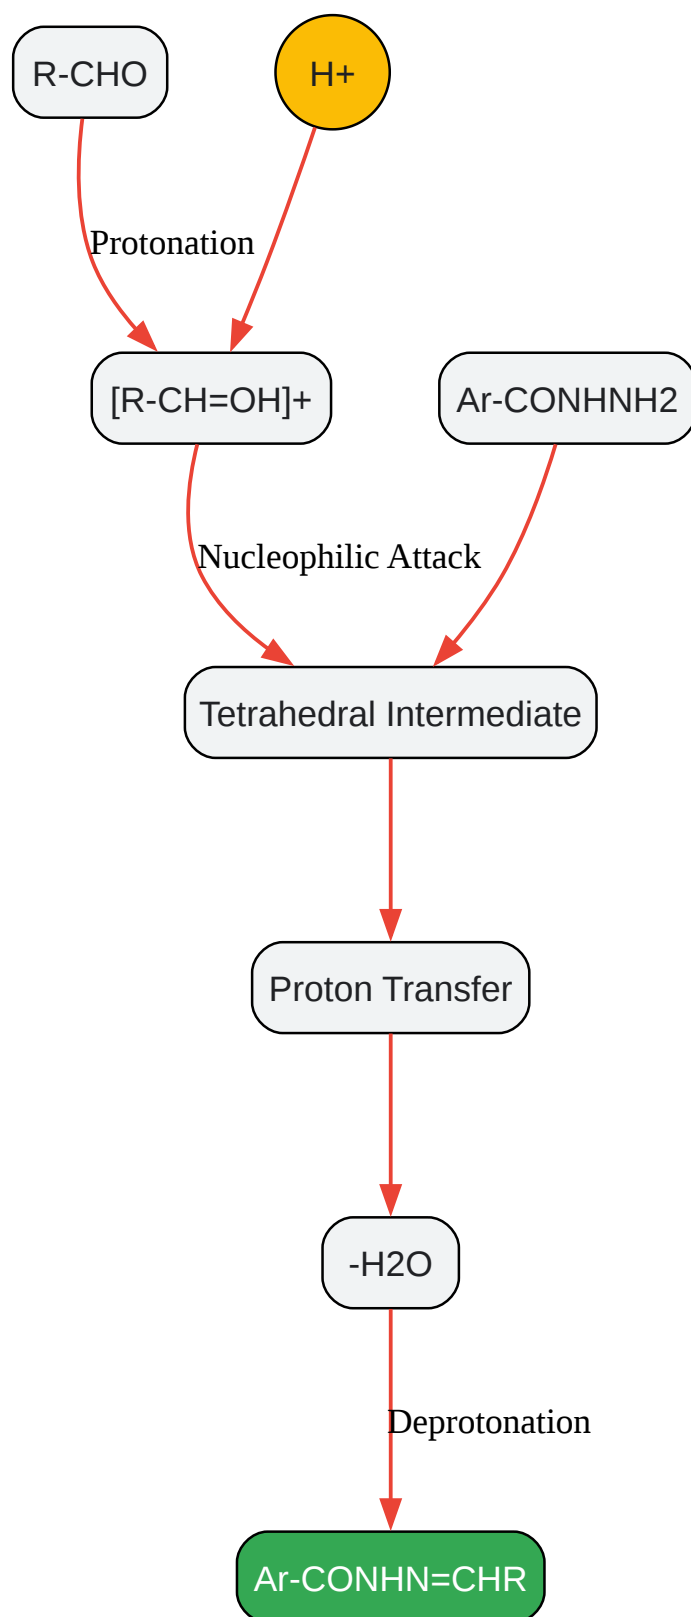 R-CHO
H+
Protonation
[R-CH=OH]+
Ar-CONHNH2
Nucleophilic Attack
Tetrahedral Intermediate
Proton Transfer
-H2O
Deprotonation
Ar-CONHN=CHR